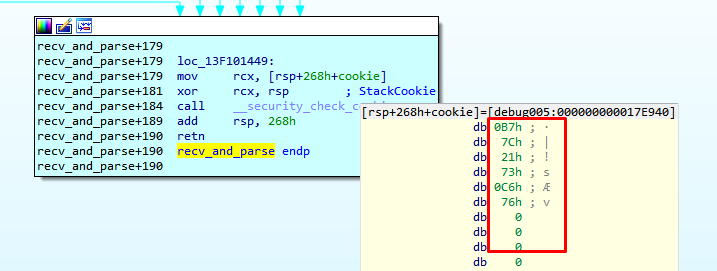 recv_and_parse+179
recv_and_parse+179 loc_13F101449:
recv_and_parse+179 mov rcx, [rsp+268h+cookie]
recv_and_parse+181 xor rcx, rsp ; StackCookie
recv_and_parse+184 call __security_check_
recv_and_parse+189 add rsp, 268h
recv_and_parse+190 retn
recv_and_parse+190 recv_and_parse endp
recv_and_parse+190
[rsp+268h+cookie]=[debug005:000000000017E940]
db 0B7h ; ·
db 7Ch ; |
db 21h ; !
db 73h ; s
db 0C6h ; Æ
db 76h ; v
db 0
db 0
db 0
db 0